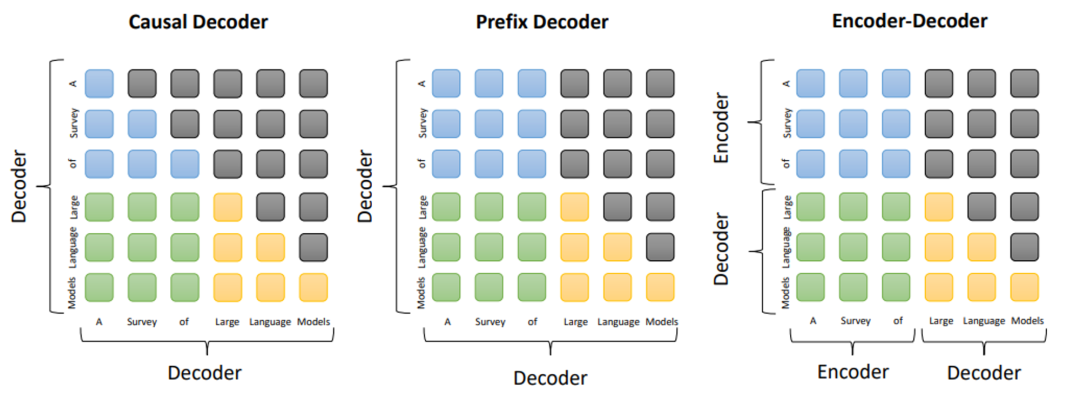 Causal Decoder
Decoder
A
Survey
of
Large
Language
Models
A Survey of Large Language Models
Decoder
Prefix Decoder
Decoder
A
Survey
of
Large
Language
Models
A Survey of Large Language Models
Decoder
Encoder-Decoder
Encoder
Decoder
A
Survey
of
Large
Language
Models
A Survey of Large Language Models
Encoder Decoder